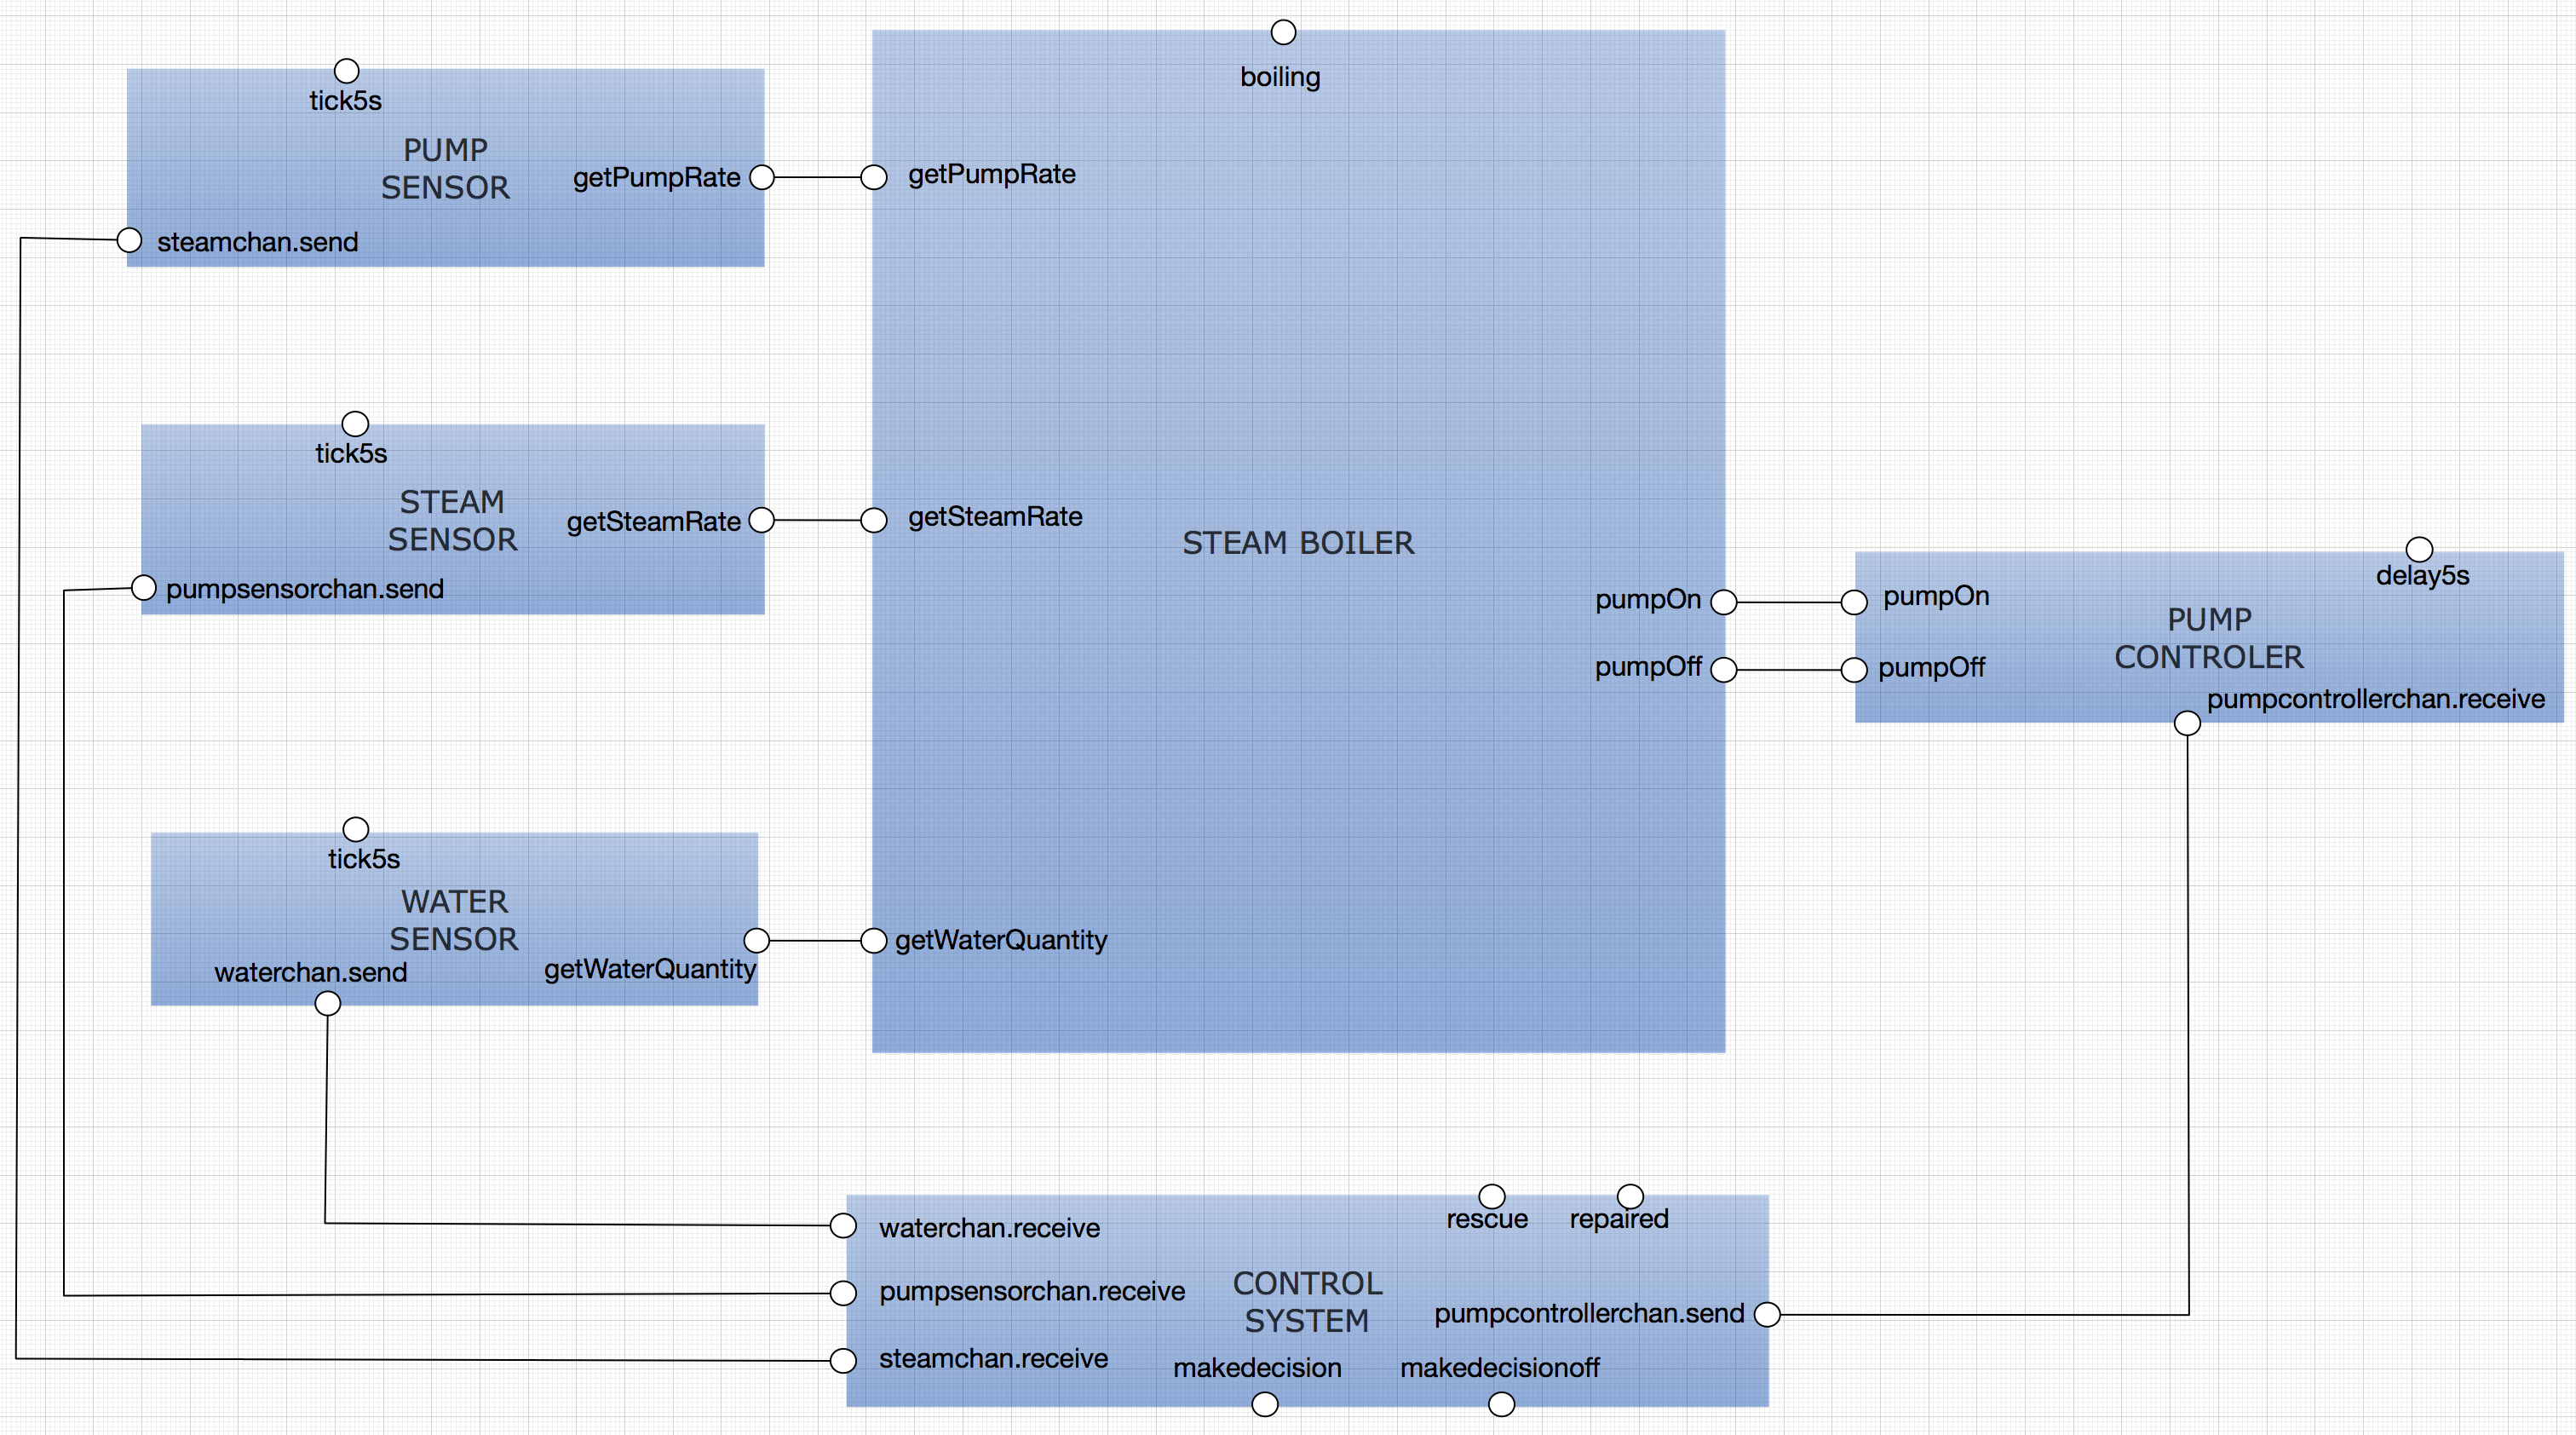 boiling
tick5s
PUMP
SENSOR
getPumpRate
getPumpRate
steamchan.send
tick5s
STEAM
SENSOR
getSteamRate
getSteamRate
STEAM BOILER
pumpsensorchan.send
pumpOn
pumpOff
delay5s
pumpOn
PUMP
CONTROLER
pumpOff
pumpcontrollerchan.receive
tick5s
WATER
SENSOR
waterchan.send
getWaterQuantity
getWaterQuantity
rescue
repaired
waterchan.receive
pumpsensorchan.receive
CONTROL
SYSTEM
pumpcontrollerchan.send
steamchan.receive
makedecision
makedecisionoff